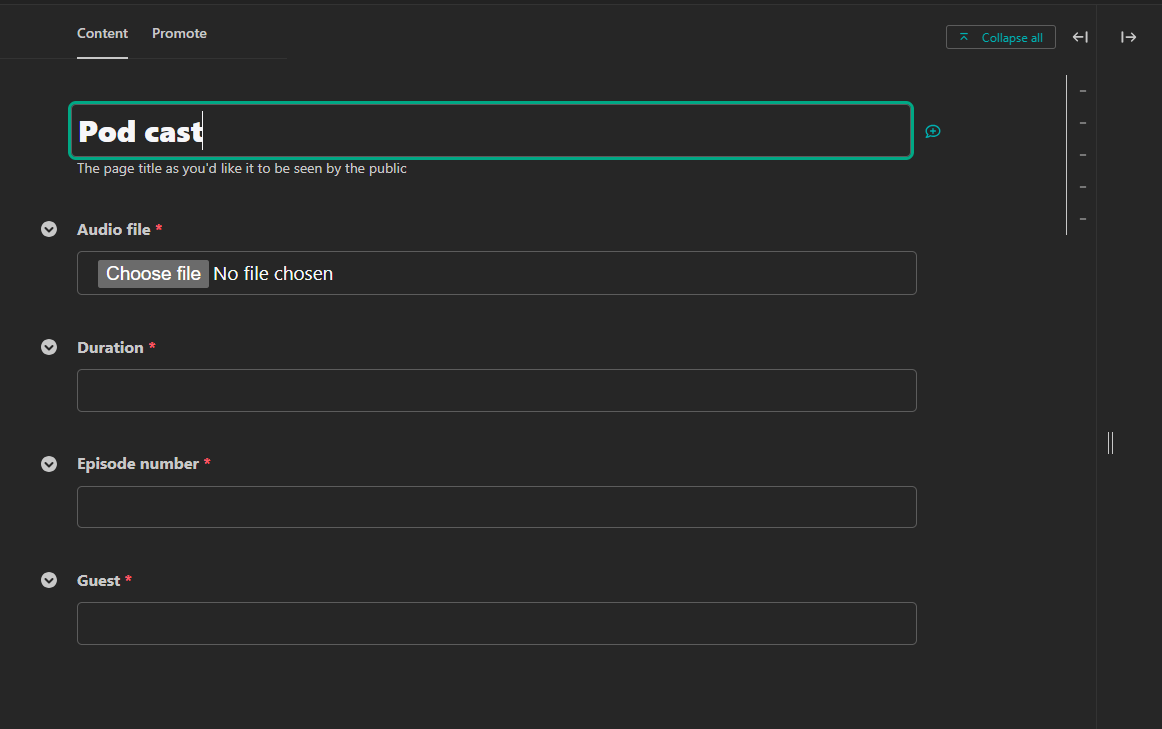 Content Promote
Collapse all
Pod cast
The page title as you'd like it to be seen by the public
Audio file *
Choose file No file chosen
Duration *
Episode number *
Guest *